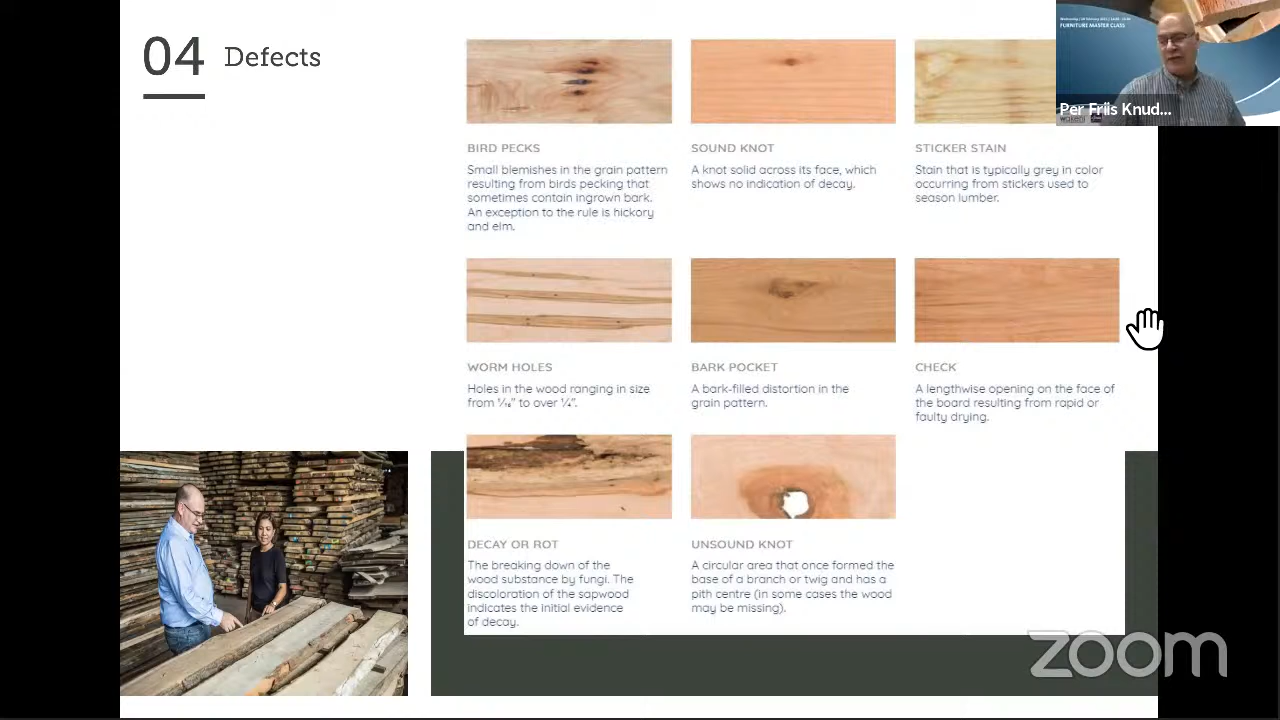 04 Defects
Wednesday | 08 February 2023 | 14:00 - 15:00
FURNITURE MASTER CLASS
Per Friis Knud...
BIRD PECKS
Small blemishes in the grain pattern
resulting from birds pecking that
sometimes contain ingrown bark.
An exception to the rule is hickory
and elm.
SOUND KNOT
A knot solid across its face, which
shows no indication of decay.
STICKER STAIN
Stain that is typically grey in color
occurring from stickers used to
season lumber.
WORM HOLES
Holes in the wood ranging in size
from 1⁄16" to over 1⁄4".
BARK POCKET
A bark-filled distortion in the
grain pattern.
CHECK
A lengthwise opening on the face of
the board resulting from rapid or
faulty drying.
DECAY OR ROT
The breaking down of the
wood substance by fungi. The
discoloration of the sapwood
indicates the initial evidence
of decay.
UNSOUND KNOT
A circular area that once formed the
base of a branch or twig and has a
pith centre (in some cases the wood
may be missing).
zoom